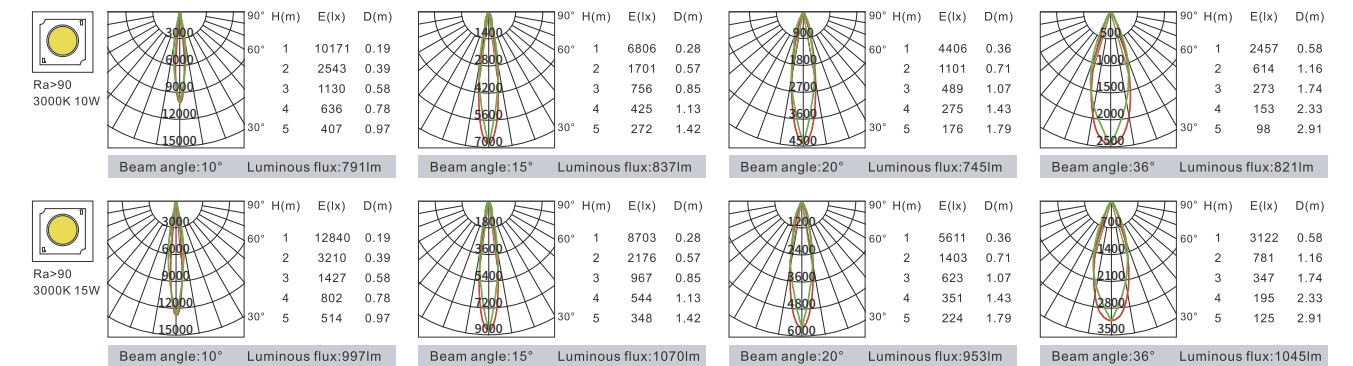 90° H(m) E(lx) D(m)
3000
60° 1 10171 0.19
6000
2 2543 0.39
9000
3 1130 0.58
12000
4 636 0.78
30° 5 407 0.97
15000
Beam angle:10° Luminous flux:791lm
90° H(m) E(lx) D(m)
1400
60° 1 6806 0.28
2800
2 1701 0.57
4200
3 756 0.85
5600
4 425 1.13
30° 5 272 1.42
7000
Beam angle:15° Luminous flux:837lm
90° H(m) E(lx) D(m)
900
60° 1 4406 0.36
1800
2 1101 0.71
2700
3 489 1.07
3600
4 275 1.43
30° 5 176 1.79
4500
Beam angle:20° Luminous flux:745lm
90° H(m) E(lx) D(m)
500
60° 1 2457 0.58
1000
2 614 1.16
1500
3 273 1.74
2000
4 153 2.33
30° 5 98 2.91
2500
Beam angle:36° Luminous flux:821lm
Ra>90
3000K 10W
90° H(m) E(lx) D(m)
3000
60° 1 12840 0.19
6000
2 3210 0.39
9000
3 1427 0.58
12000
4 802 0.78
30° 5 514 0.97
15000
Beam angle:10° Luminous flux:997lm
90° H(m) E(lx) D(m)
1800
60° 1 8703 0.28
3600
2 2176 0.57
5400
3 967 0.85
7200
4 544 1.13
30° 5 348 1.42
9000
Beam angle:15° Luminous flux:1070lm
90° H(m) E(lx) D(m)
1200
60° 1 5611 0.36
2400
2 1403 0.71
3600
3 623 1.07
4800
4 351 1.43
30° 5 224 1.79
6000
Beam angle:20° Luminous flux:953lm
90° H(m) E(lx) D(m)
700
60° 1 3122 0.58
1400
2 781 1.16
2100
3 347 1.74
2800
4 195 2.33
30° 5 125 2.91
3500
Beam angle:36° Luminous flux:1045lm
Ra>90
3000K 15W